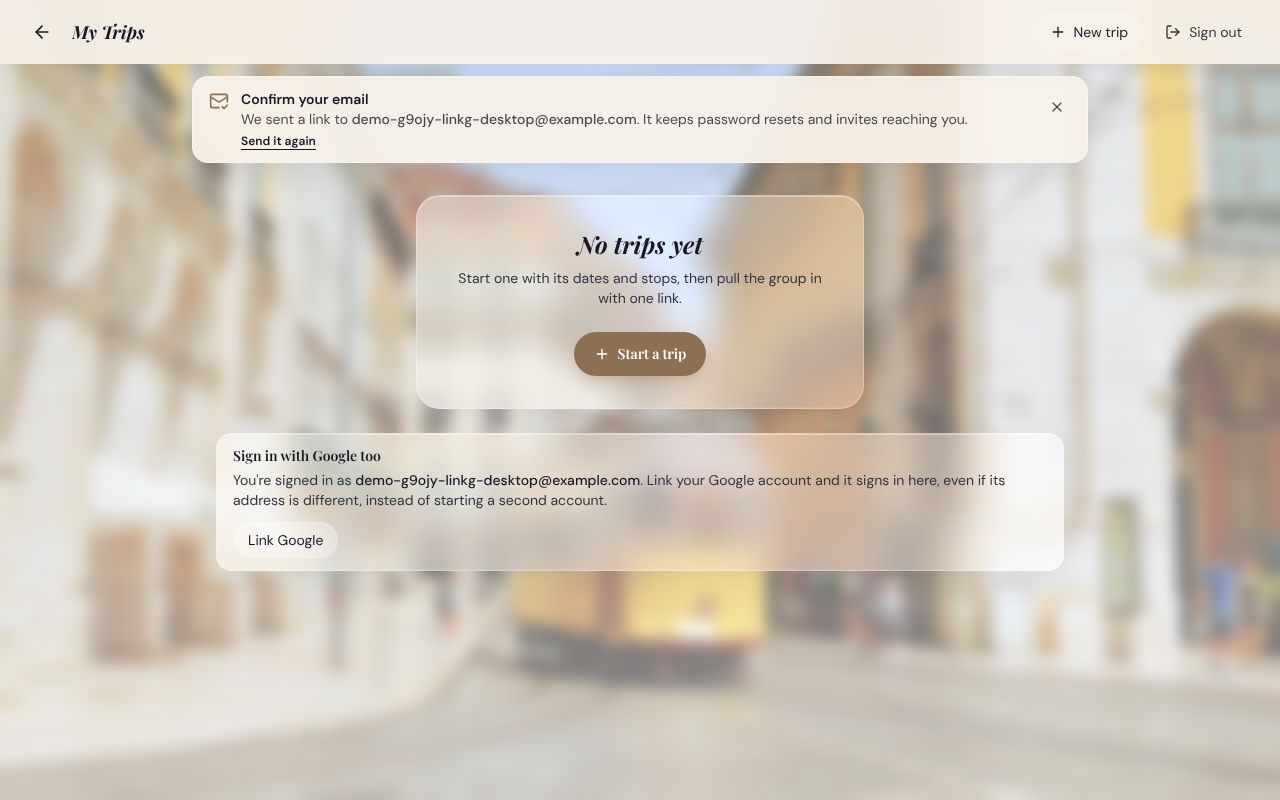 My Trips
New trip
Sign out
Confirm your email
We sent a link to demo-g9ojy-linkg-desktop@example.com. It keeps password resets and invites reaching you.
Send it again
No trips yet
Start one with its dates and stops, then pull the group in
with one link.
Start a trip
Sign in with Google too
You're signed in as demo-g9ojy-linkg-desktop@example.com. Link your Google account and it signs in here, even if its
address is different, instead of starting a second account.
Link Google